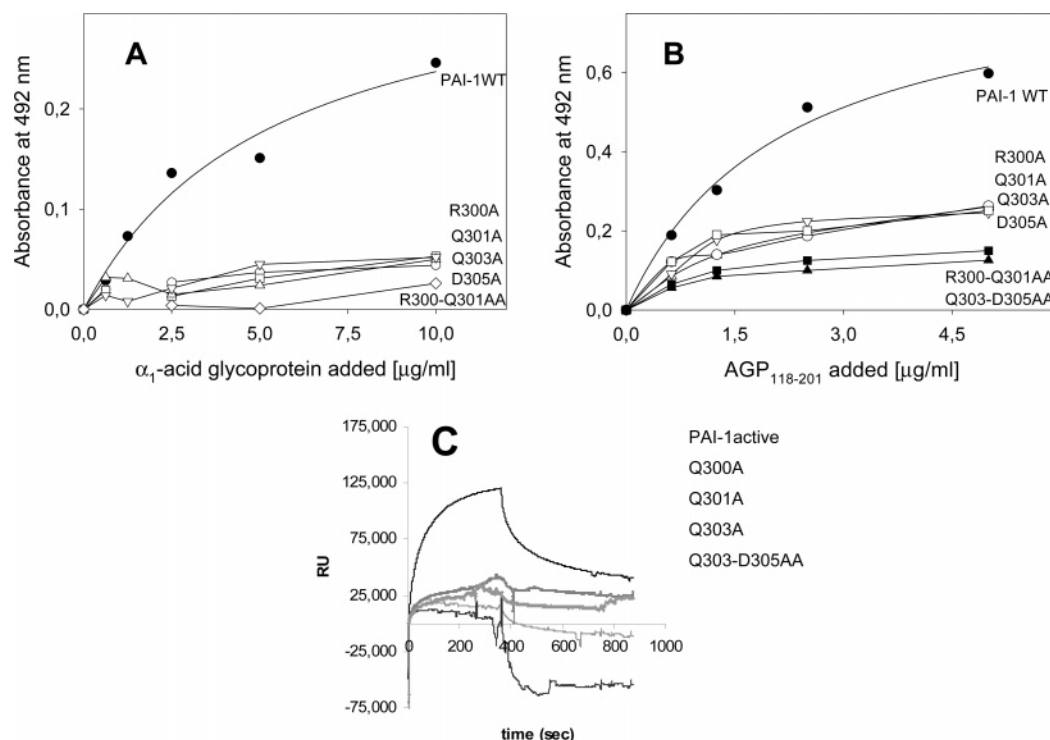 A
Absorbance at 492 nm
0,2
0,1
0,0
PAI-1WT
R300A
Q301A
Q303A
D305A
R300-Q301AA
0,0 2,5 5,0 7,5 10,0
α1-acid glycoprotein added [μg/ml]
B
Absorbance at 492 nm
0,6
0,4
0,2
0,0
PAI-1 WT
R300A
Q301A
Q303A
D305A
R300-Q301AA
Q303-D305AA
0,0 1,5 3,0 4,5
AGP118-201 added [μg/ml]
C
RU
175,000
125,000
75,000
25,000
-25,000
-75,000
0 200 400 600 800 1000
time (sec)
PAI-1active
Q300A
Q301A
Q303A
Q303-D305AA